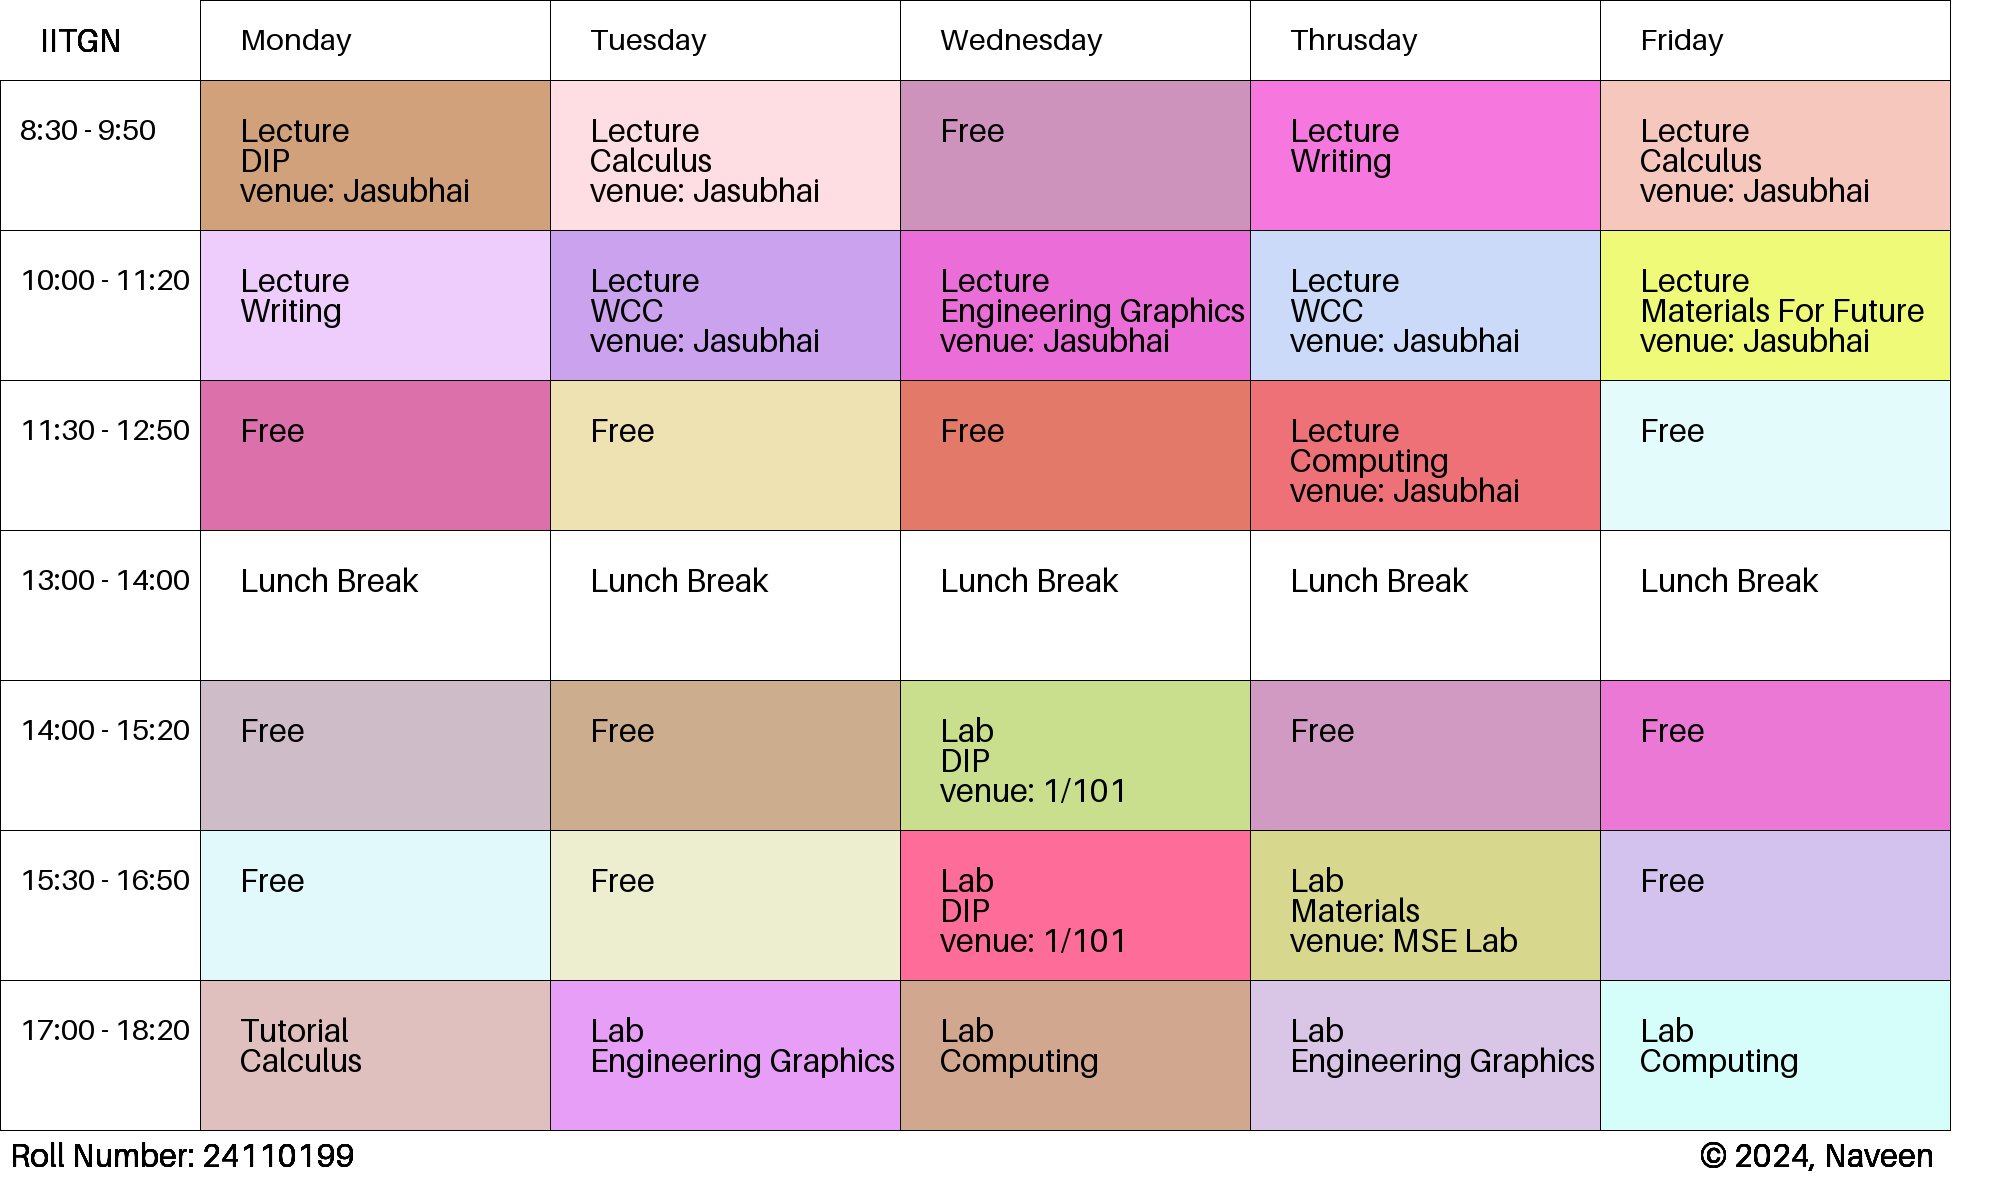 IITGN
Monday
Tuesday
Wednesday
Thrusday
Friday
8:30 - 9:50
Lecture
DIP
venue: Jasubhai
Lecture
Calculus
venue: Jasubhai
Free
Lecture
Writing
Lecture
Calculus
venue: Jasubhai
10:00 - 11:20
Lecture
Writing
Lecture
WCC
venue: Jasubhai
Lecture
Engineering Graphics
venue: Jasubhai
Lecture
WCC
venue: Jasubhai
Lecture
Materials For Future
venue: Jasubhai
11:30 - 12:50
Free
Free
Free
Lecture
Computing
venue: Jasubhai
Free
13:00 - 14:00
Lunch Break
Lunch Break
Lunch Break
Lunch Break
Lunch Break
14:00 - 15:20
Free
Free
Lab
DIP
venue: 1/101
Free
Free
15:30 - 16:50
Free
Free
Lab
DIP
venue: 1/101
Lab
Materials
venue: MSE Lab
Free
17:00 - 18:20
Tutorial
Calculus
Lab
Engineering Graphics
Lab
Computing
Lab
Engineering Graphics
Lab
Computing
Roll Number: 24110199
© 2024, Naveen